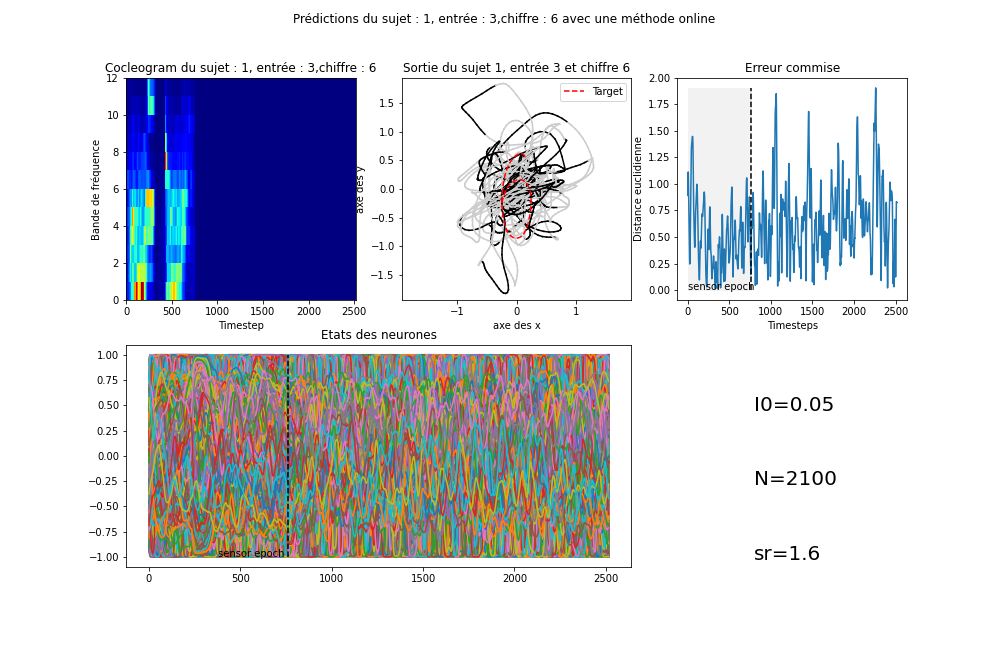 Prédictions du sujet : 1, entrée : 3,chiffre : 6 avec une méthode online
Cocleogram du sujet : 1, entrée : 3,chiffre : 6
Bande de fréquence
12
10
8
6
4
2
0
0 500 1000 1500 2000 2500
Timestep
Sortie du sujet 1, entrée 3 et chiffre 6
Target
axe des y
1.5
1.0
0.5
0.0
−0.5
−1.0
−1.5
−1 0 1
axe des x
Erreur commise
Distance euclidienne
2.00
1.75
1.50
1.25
1.00
0.75
0.50
0.25
0.00
sensor epoch
0 500 1000 1500 2000 2500
Timesteps
Etats des neurones
1.00
0.75
0.50
0.25
0.00
−0.25
−0.50
−0.75
−1.00
sensor epoch
0 500 1000 1500 2000 2500
I0=0.05
N=2100
sr=1.6